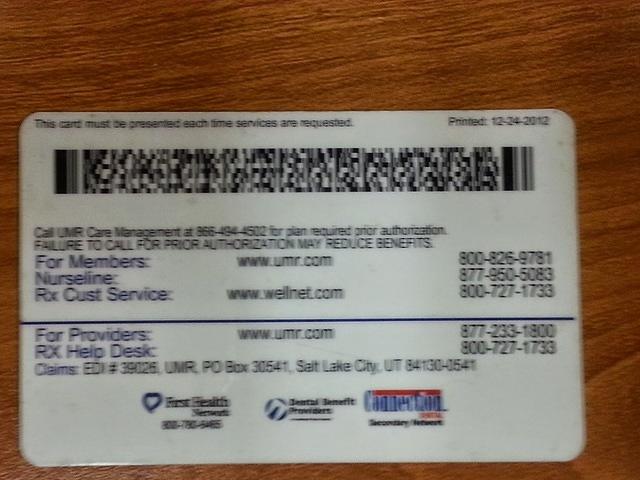 This card must be presented each time services are requested. Printed: 12-24-2012
Call UMR Care Management at 866-494-4502 for plan required prior authorization.
FAILURE TO CALL FOR PRIOR AUTHORIZATION MAY REDUCE BENEFITS.
For Members: www.umr.com 800-826-9781
Nurseline: 877-950-5083
Rx Cust Service: www.wellnet.com 800-727-1733
For Providers: www.umr.com 877-233-1800
RX Help Desk: 800-727-1733
Claims: EDI # 39026, UMR, PO Box 30541, Salt Lake City, UT 84130-0541
First Health
Network
800-780-6465
Dental Benefit
Providers
Connection
DENTAL
Secondary Network